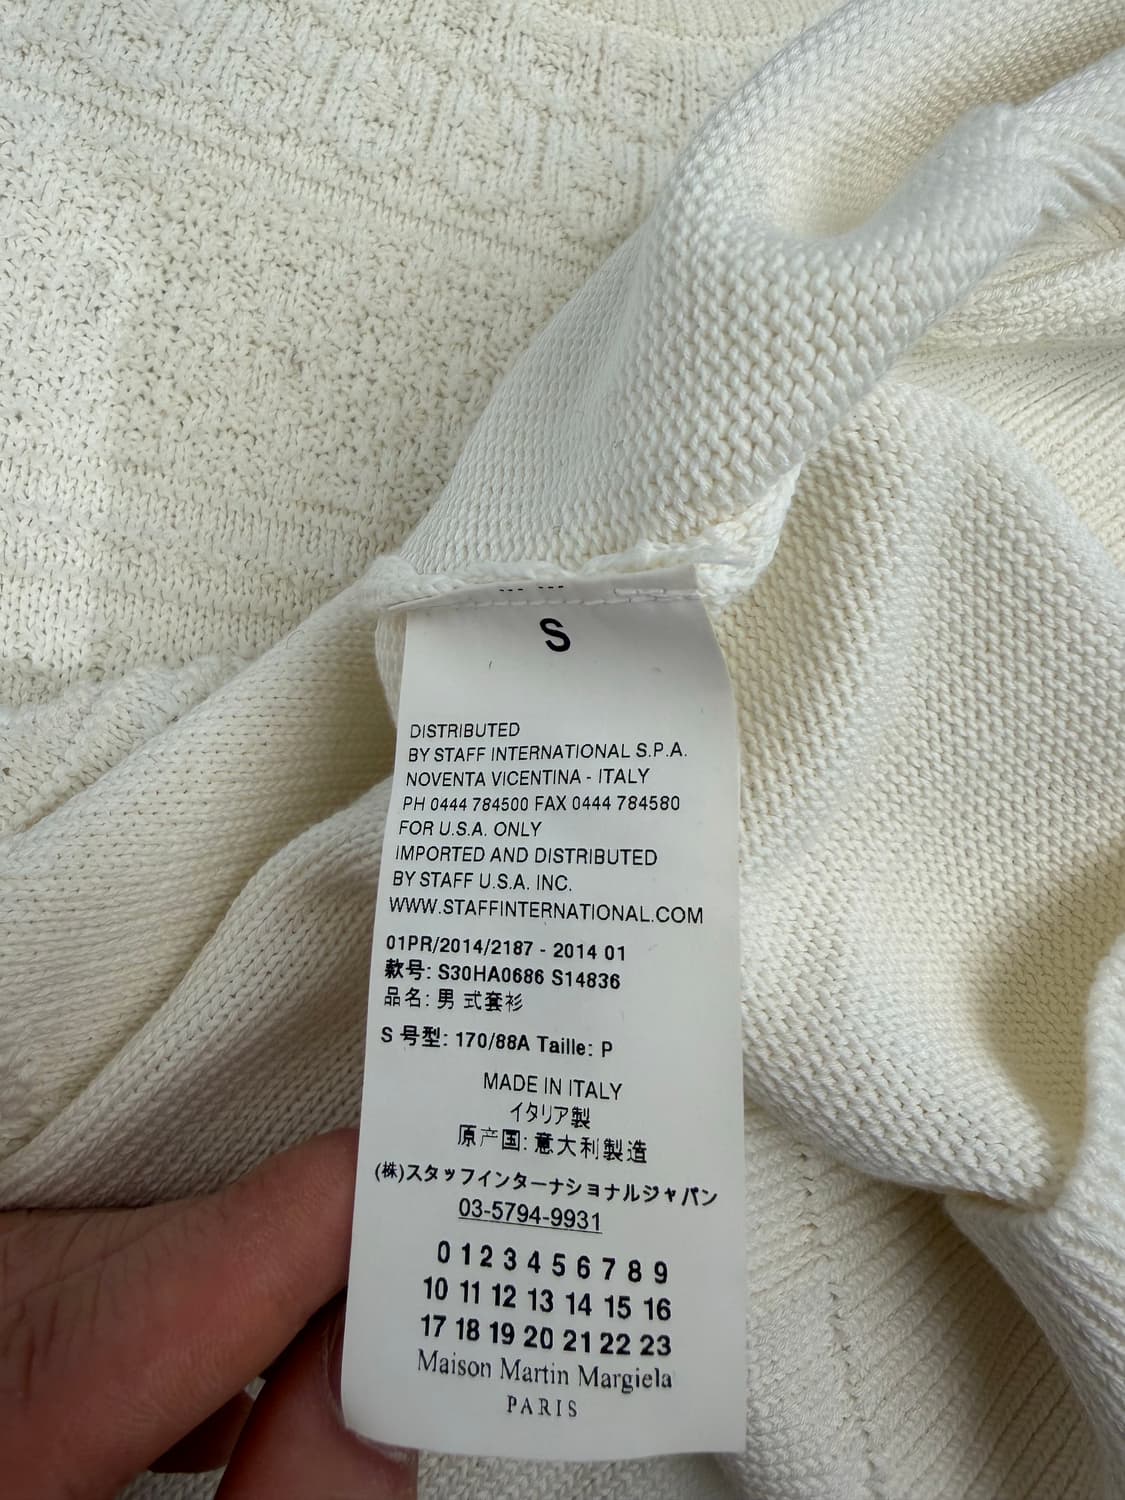 S
DISTRIBUTED
BY STAFF INTERNATIONAL S.P.A.
NOVENTA VICENTINA - ITALY
PH 0444 784500 FAX 0444 784580
FOR U.S.A. ONLY
IMPORTED AND DISTRIBUTED
BY STAFF U.S.A. INC.
WWW.STAFFINTERNATIONAL.COM
01PR/2014/2187 - 2014 01
款号: S30HA0686 S14836
品名: 男 式套衫
S 号型: 170/88A Taille: P
MADE IN ITALY
イタリア製
原产国: 意大利製造
(株)スタッフインターナショナルジャパン
03-5794-9931
0 1 2 3 4 5 6 7 8 9
10 11 12 13 14 15 16
17 18 19 20 21 22 23
Maison Martin Margiela
PARIS